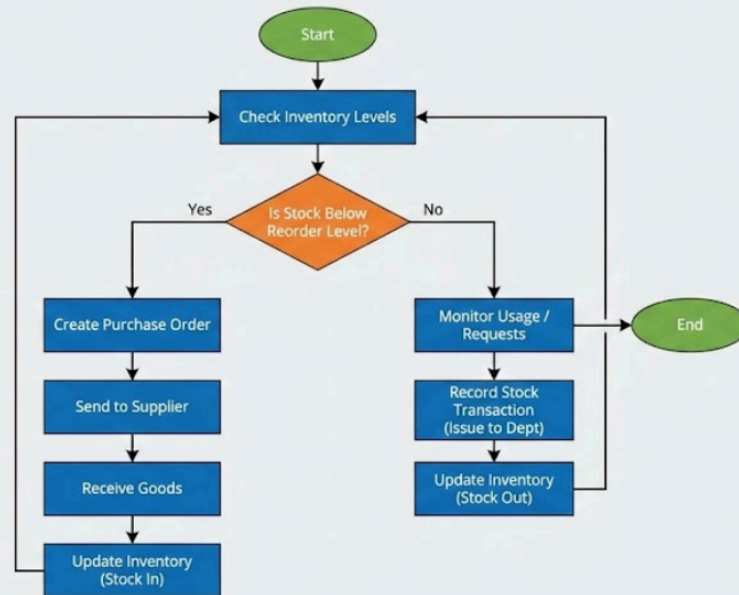 Start
Check Inventory Levels
Is Stock Below
Reorder Level?
Yes
No
Create Purchase Order
Send to Supplier
Receive Goods
Update Inventory
(Stock In)
Monitor Usage /
Requests
Record Stock
Transaction
(Issue to Dept)
Update Inventory
(Stock Out)
End